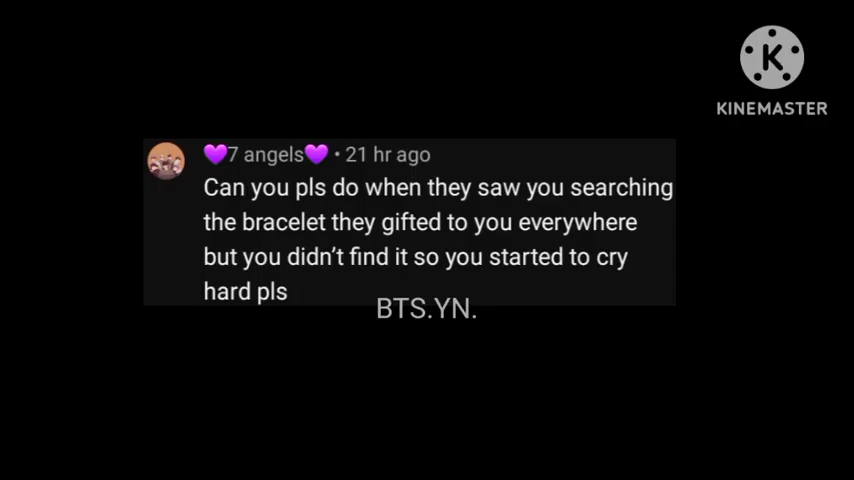 KINEMASTER
💜7 angels💜 • 21 hr ago
Can you pls do when they saw you searching
the bracelet they gifted to you everywhere
but you didn't find it so you started to cry
hard pls
BTS.YN.